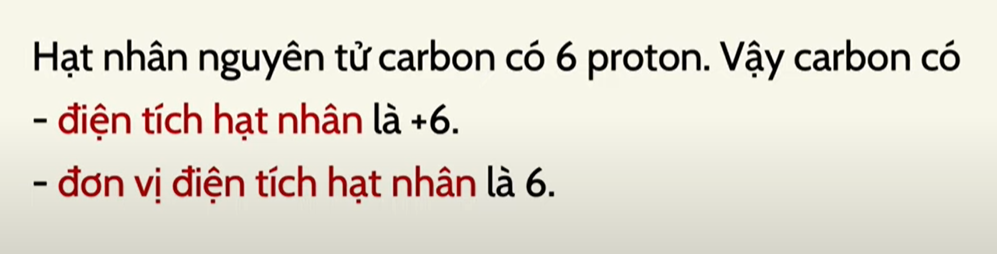 Hạt nhân nguyên tử carbon có 6 proton. Vậy carbon có
- điện tích hạt nhân là +6.
- đơn vị điện tích hạt nhân là 6.